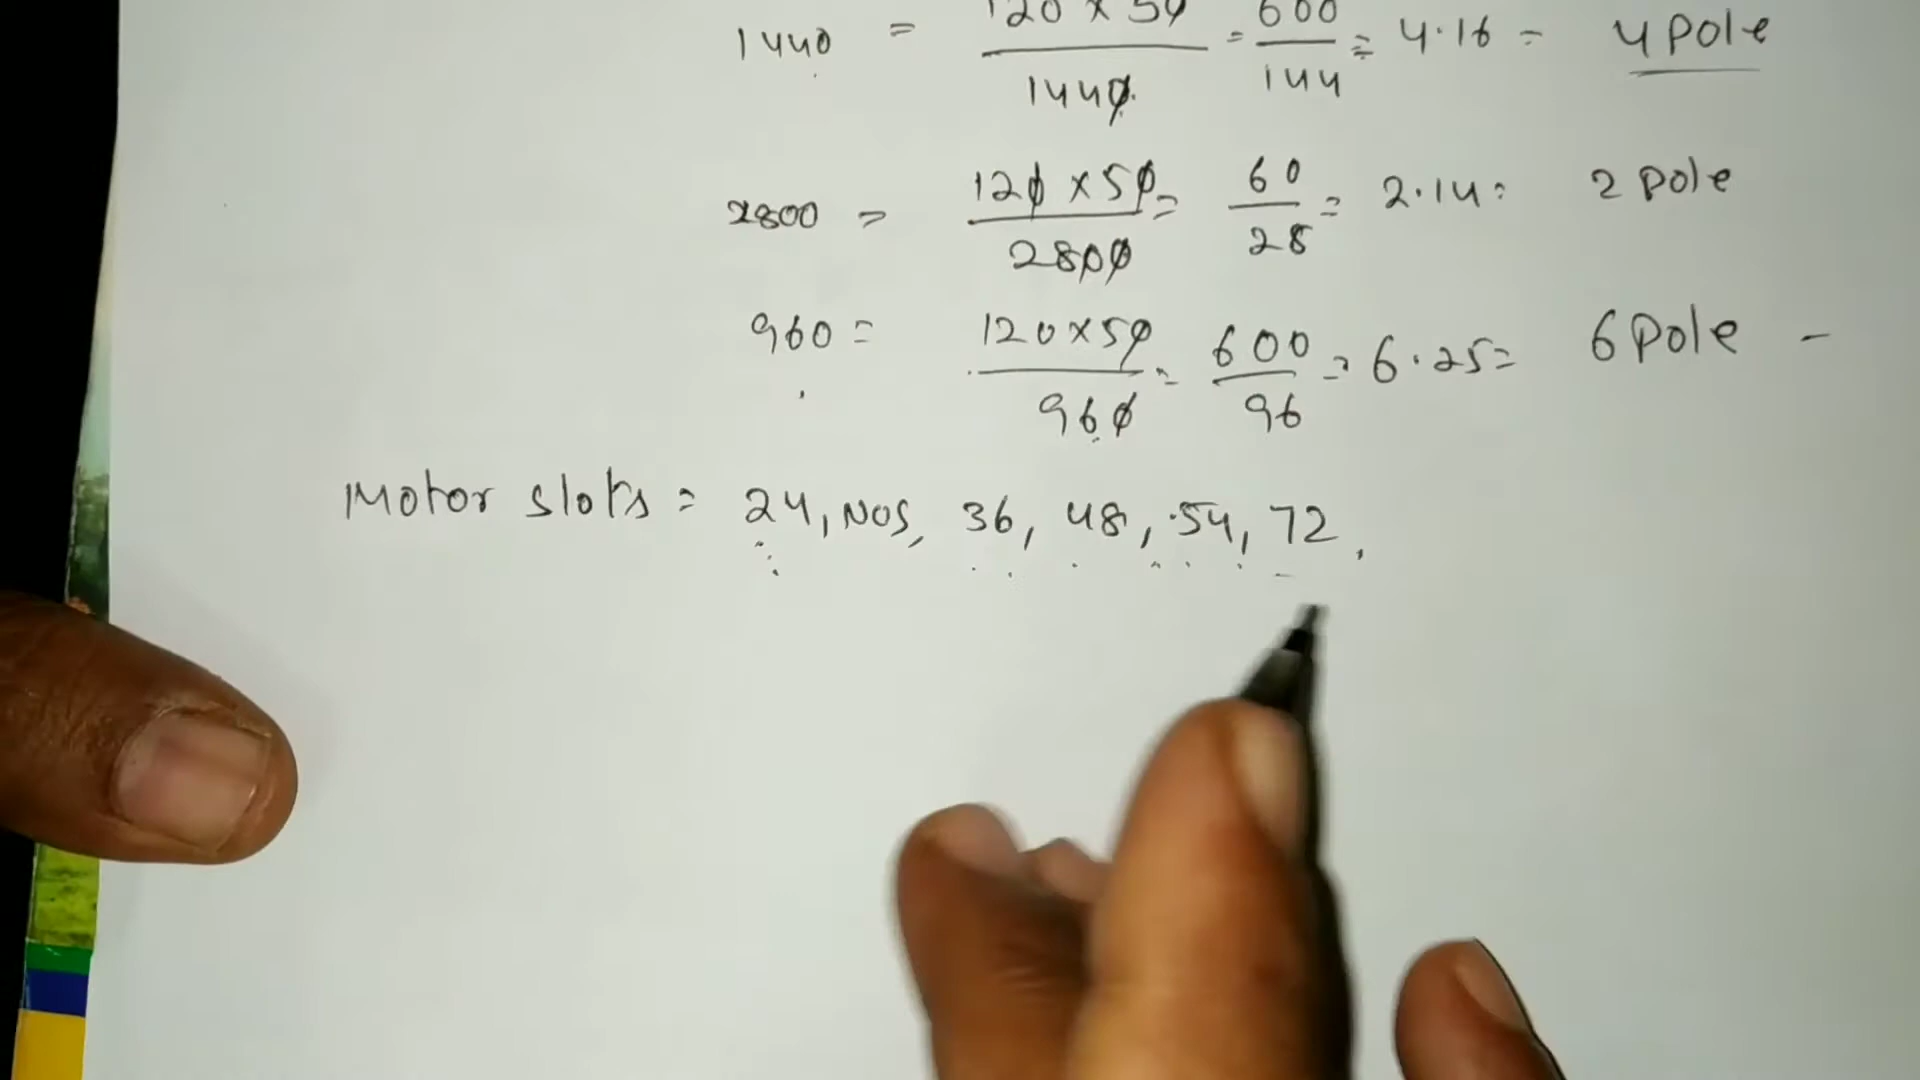 1440 = 120 x 50 / 1440 = 600 / 144 = 4.16 = 4 Pole
2800 = 120 x 50 / 2800 = 60 / 28 = 2.14 = 2 Pole
960 = 120 x 50 / 960 = 600 / 96 = 6.25 = 6 Pole -
Motor slots = 24, NOS, 36, 48, 54, 72,